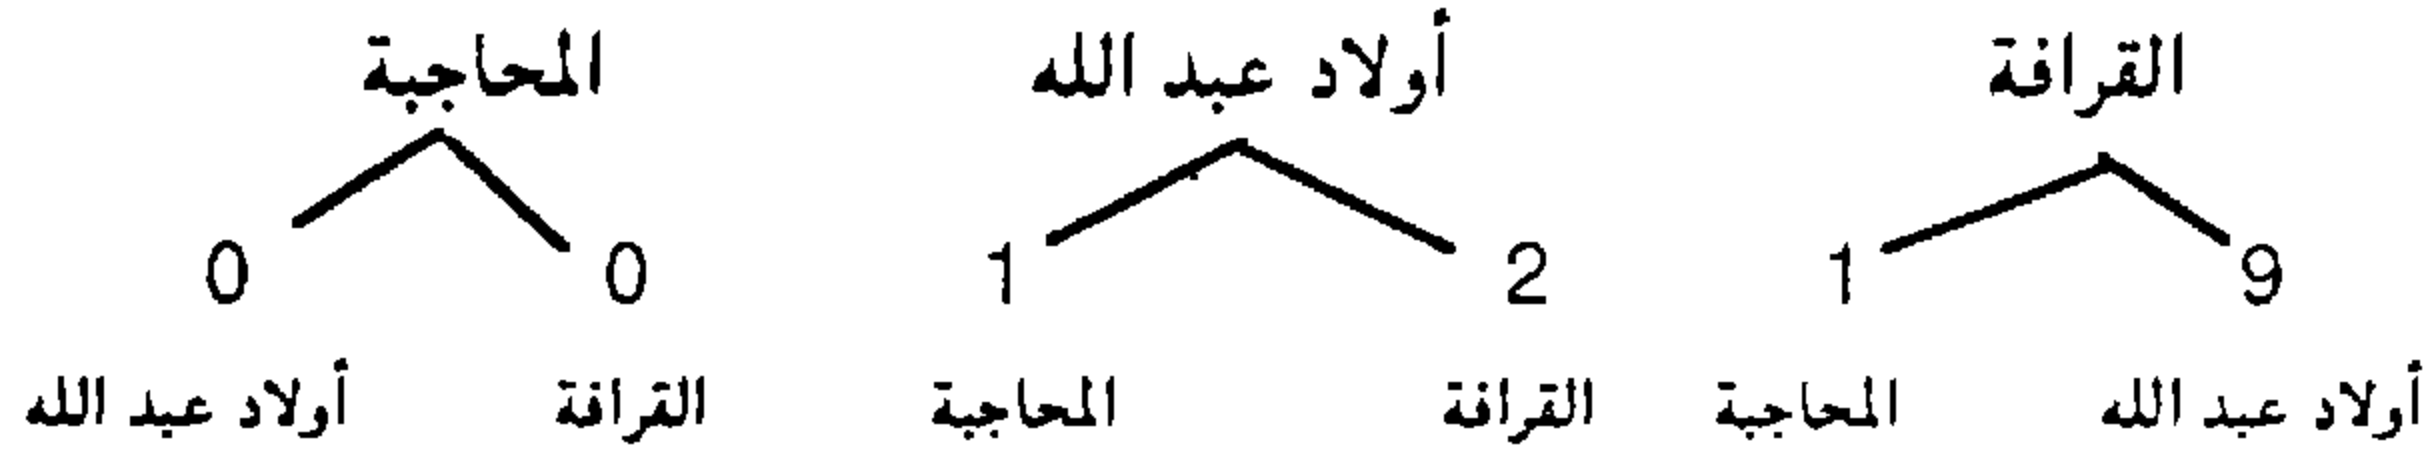 القرافة أولاد عبد الله المحاجبة
9 1 2 1 0 0
أولاد عبد الله المحاجبة القرافة المحاجبة القرافة أولاد عبد الله